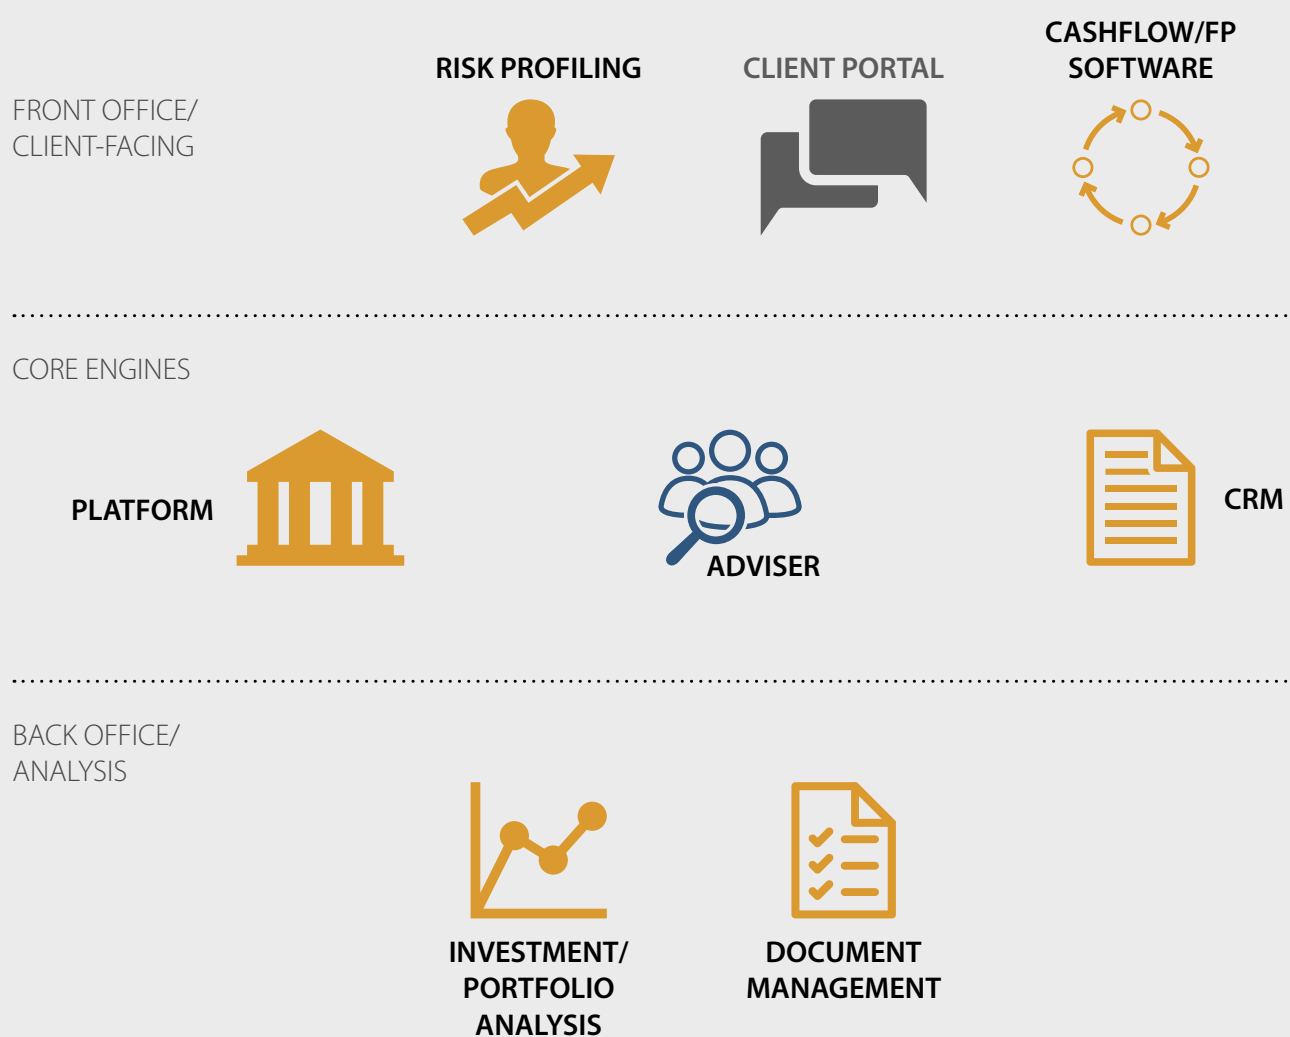 FRONT OFFICE/
CLIENT-FACING
RISK PROFILING
CLIENT PORTAL
CASHFLOW/FP
SOFTWARE
CORE ENGINES
PLATFORM
ADVISER
CRM
BACK OFFICE/
ANALYSIS
INVESTMENT/
PORTFOLIO
ANALYSIS
DOCUMENT
MANAGEMENT